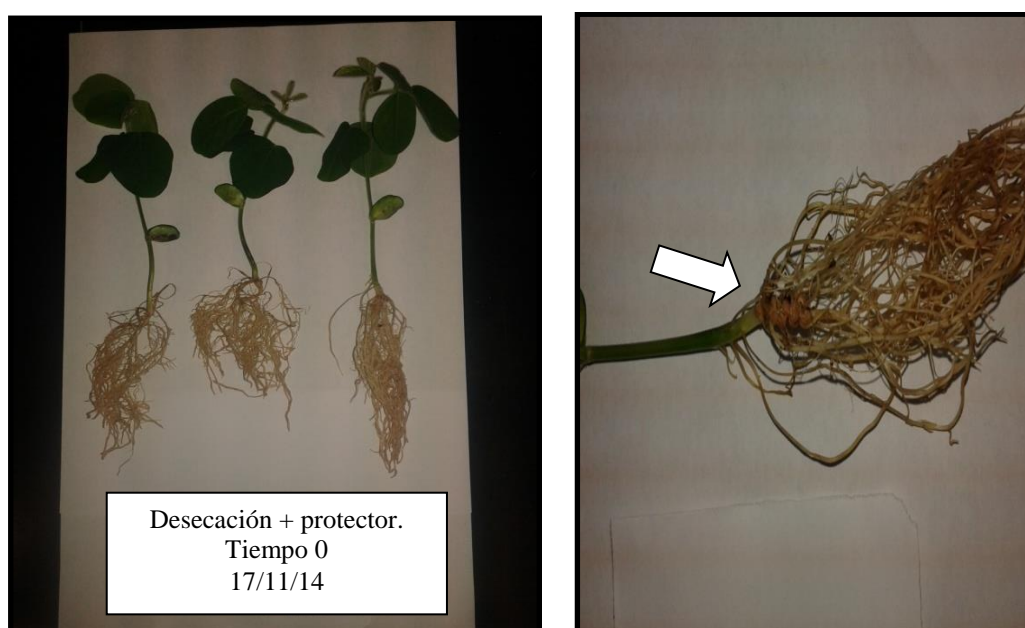 Desecación + protector.
Tiempo 0
17/11/14